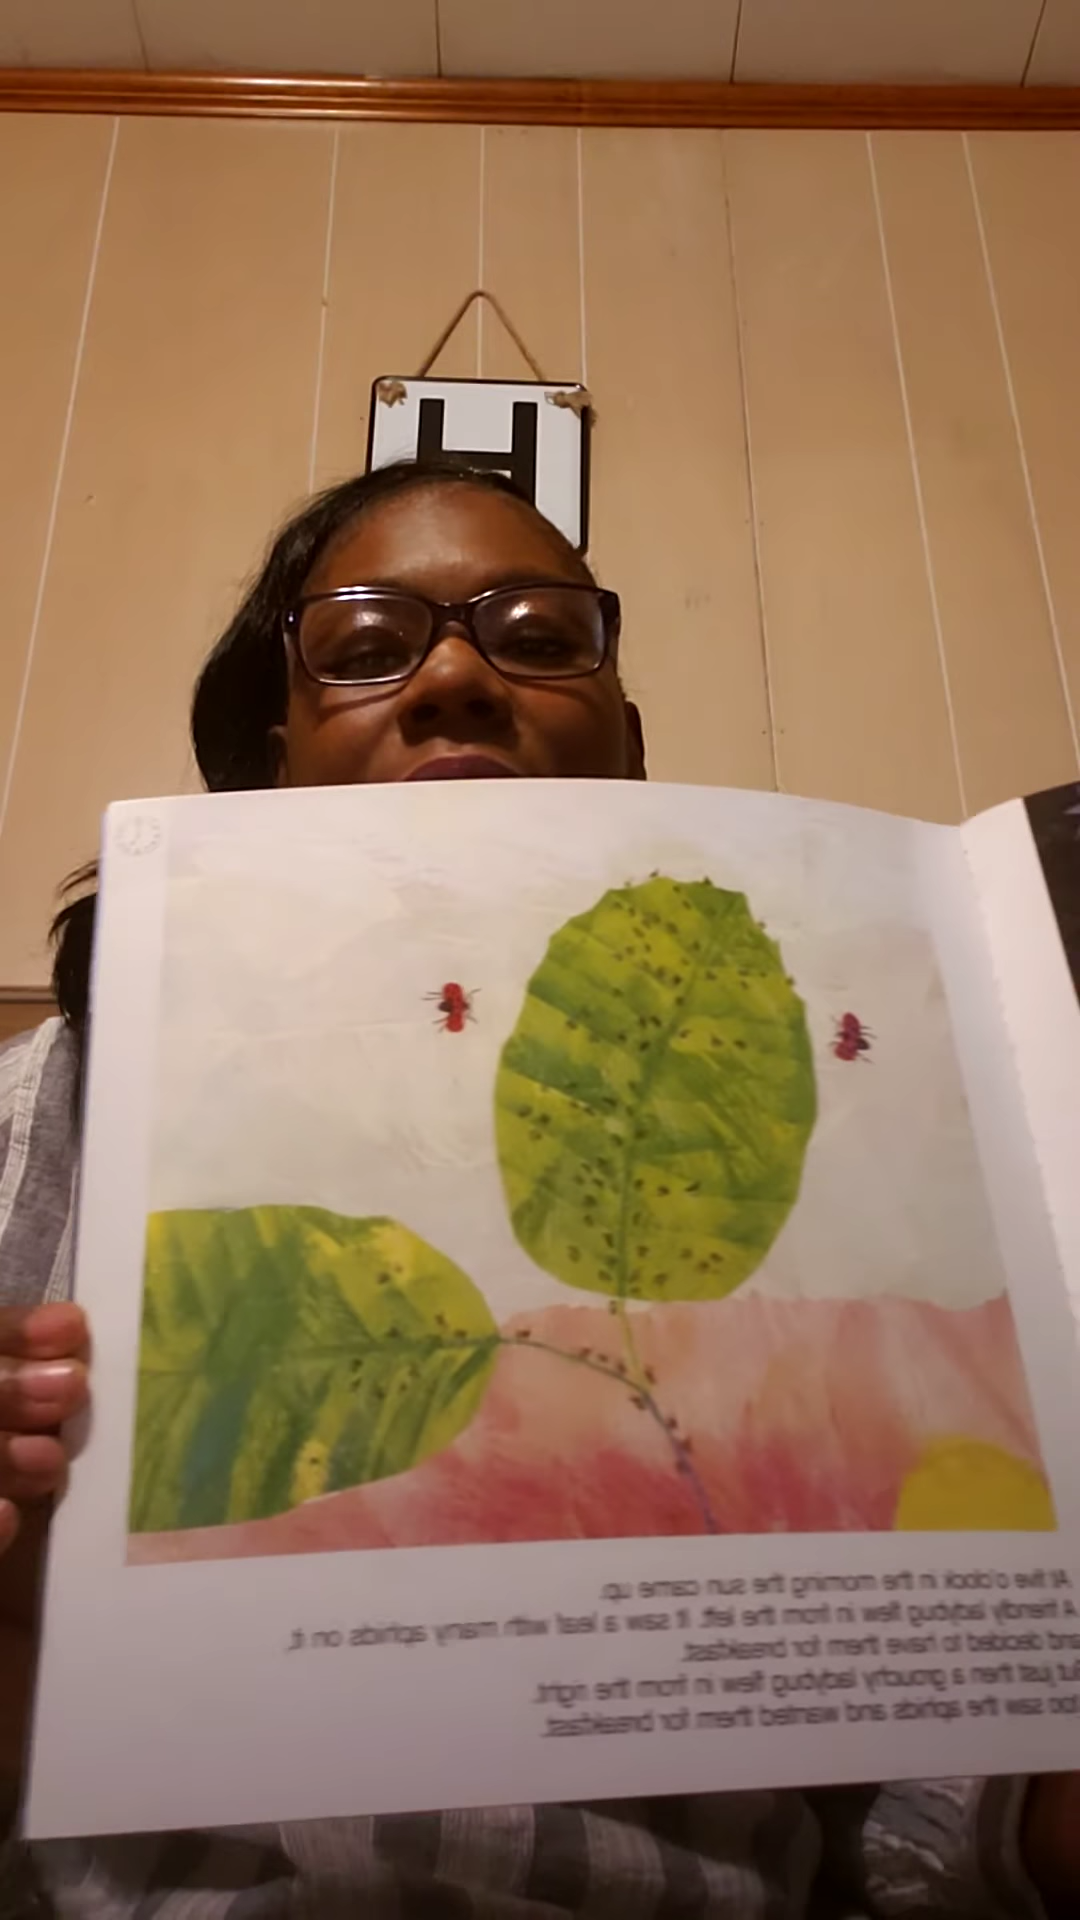 H
At five o'clock in the morning the sun came up.
A friendly ladybug flew in from the left. It saw a leaf with many aphids on it,
and decided to have them for breakfast.
But just then a grouchy ladybug flew in from the right.
too saw the aphids and wanted them for breakfast.